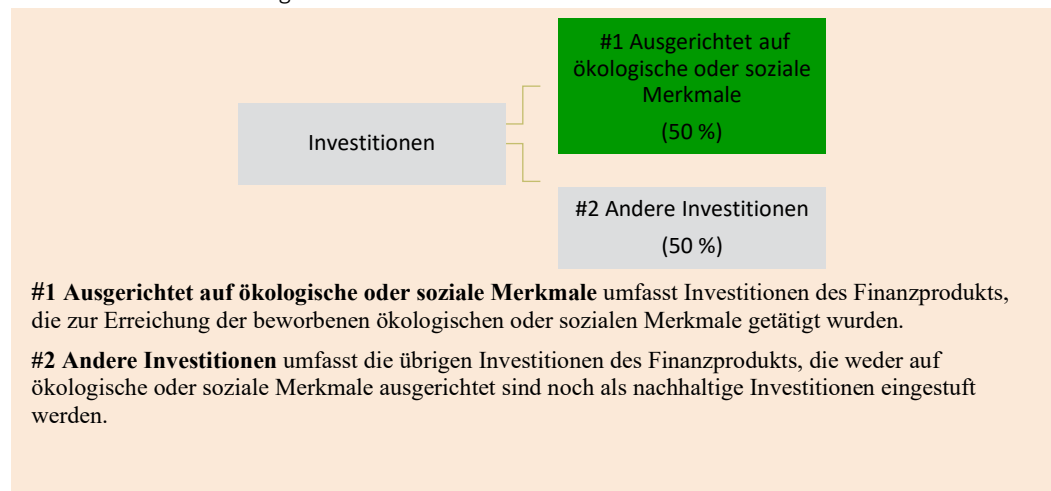 #1 Ausgerichtet auf
ökologische oder soziale
Merkmale
(50 %)
Investitionen
#2 Andere Investitionen
(50 %)
#1 Ausgerichtet auf ökologische oder soziale Merkmale umfasst Investitionen des Finanzprodukts,
die zur Erreichung der beworbenen ökologischen oder sozialen Merkmale getätigt wurden.
#2 Andere Investitionen umfasst die übrigen Investitionen des Finanzprodukts, die weder auf
ökologische oder soziale Merkmale ausgerichtet sind noch als nachhaltige Investitionen eingestuft
werden.